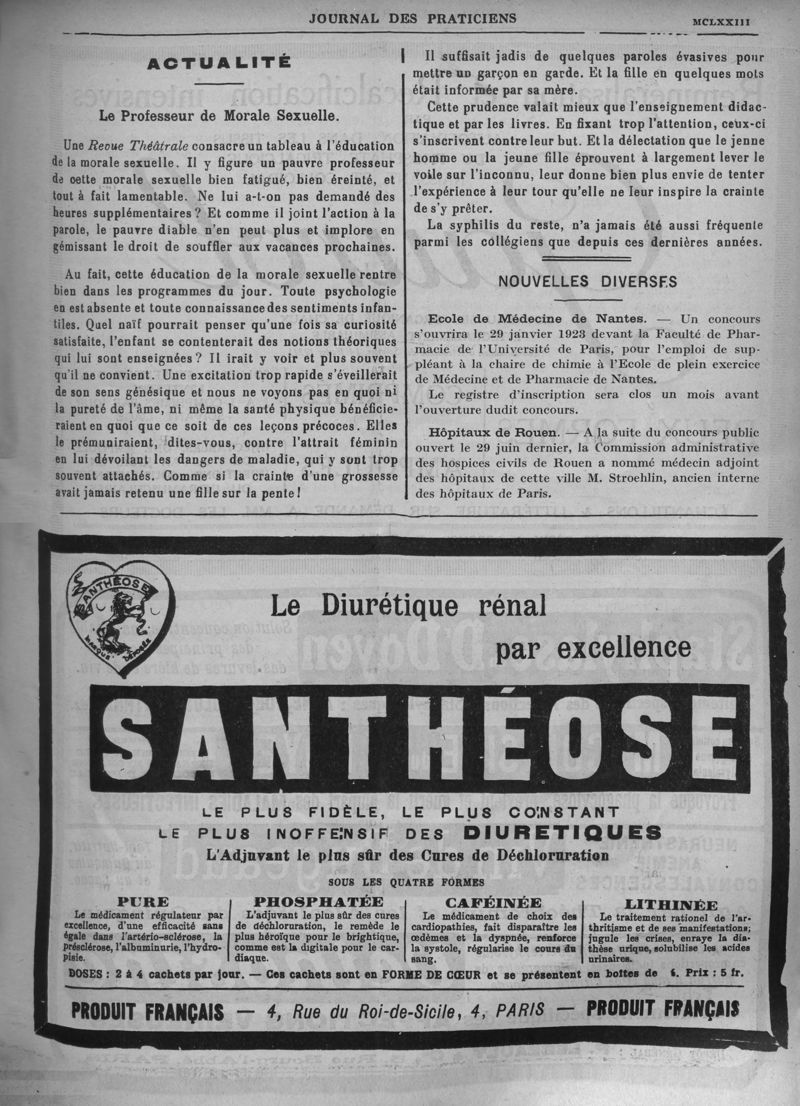 JOURNAL DES PRATICIENS
MCLXXIII
ACTUALITÉ
Le Professeur de Morale Sexuelle.
Une Revue Théâtrale consacre un tableau à l'éducation
de la morale sexuelle. Il y figure un pauvre professeur
de cette morale sexuelle bien fatigué, bien éreinté, et
tout à fait lamentable. Ne lui a-t-on pas demandé des
heures supplémentaires ? Et comme il joint l'action à la
parole, le pauvre diable n'en peut plus et implore en
gémissant le droit de souffler aux vacances prochaines.
Au fait, cette éducation de la morale sexuelle rentre
bien dans les programmes du jour. Toute psychologie
en est absente et toute connaissance des sentiments infan-
tiles. Quel naïf pourrait penser qu'une fois sa curiosité
satisfaite, l'enfant se contenterait des notions théoriques
qui lui sont enseignées ? Il irait y voir et plus souvent
qu'il ne convient. Une excitation trop rapide s'éveillerait
de son sens génésique et nous ne voyons pas en quoi ni
la pureté de l'âme, ni même la santé physique bénéficie-
raient en quoi que ce soit de ces leçons précoces. Elles
le prémuniraient, dites-vous, contre l'attrait féminin
en lui dévoilant les dangers de maladie, qui y sont trop
souvent attachés. Comme si la crainte d'une grossesse
avait jamais retenu une fille sur la pente !
Il suffisait jadis de quelques paroles évasives pour
mettre un garçon en garde. Et la fille en quelques mots
était informée par sa mère.
Cette prudence valait mieux que l'enseignement didac-
tique et par les livres. En fixant trop l'attention, ceux-ci
s'inscrivent contre leur but. Et la délectation que le jenne
homme ou la jeune fille éprouvent à largement lever le
voile sur l'inconnu, leur donne bien plus envie de tenter
l'expérience à leur tour qu'elle ne leur inspire la crainte
de s'y prêter.
La syphilis du reste, n'a jamais été aussi fréquente
parmi les collégiens que depuis ces dernières années.
NOUVELLES DIVERSES
Ecole de Médecine de Nantes. — Un concours
s'ouvrira le 29 janvier 1923 devant la Faculté de Phar-
macie de l'Université de Paris, pour l'emploi de sup-
pléant à la chaire de chimie à l'Ecole de plein exercice
de Médecine et de Pharmacie de Nantes.
Le registre d'inscription sera clos un mois avant
l'ouverture dudit concours.
Hôpitaux de Rouen. — A la suite du concours public
ouvert le 29 juin dernier, la Commission administrative
des hospices civils de Rouen a nommé médecin adjoint
des hôpitaux de cette ville M. Stroehlin, ancien interne
des hôpitaux de Paris.
SANTHÉOSE
MARQUE DÉPOSÉE
Le Diurétique rénal
par excellence
SANTHÉOSE
LE PLUS FIDÈLE, LE PLUS CONSTANT
LE PLUS INOFFENSIF DES DIURETIQUES
L'Adjuvant le plus sûr des Cures de Déchloruration
SOUS LES QUATRE FORMES
PURE
Le médicament régulateur par
excellence, d'une efficacité sans
égale dans l'artério-sclérose, la
présclérose, l'albuminurie, l'hydro-
pisie.
PHOSPHATÉE
L'adjuvant le plus sûr des cures
de déchloruration, le remède le
plus héroïque pour le brightique,
comme est la digitale pour le car-
diaque.
CAFÉINÉE
Le médicament de choix des
cardiopathies, fait disparaître les
œdèmes et la dyspnée, renforce
la systole, régularise le cours du
sang.
LITHINÉE
Le traitement rationel de l'ar-
thritisme et de ses manifestations;
jugule les crises, enraye la dia-
thèse urique, solubilise les acides
urinaires.
DOSES : 2 à 4 cachets par jour. — Ces cachets sont en FORME DE CŒUR et se présentent en boîtes de Prix : 5 fr.
PRODUIT FRANÇAIS — 4, Rue du Roi-de-Sicile, 4, PARIS — PRODUIT FRANÇAIS